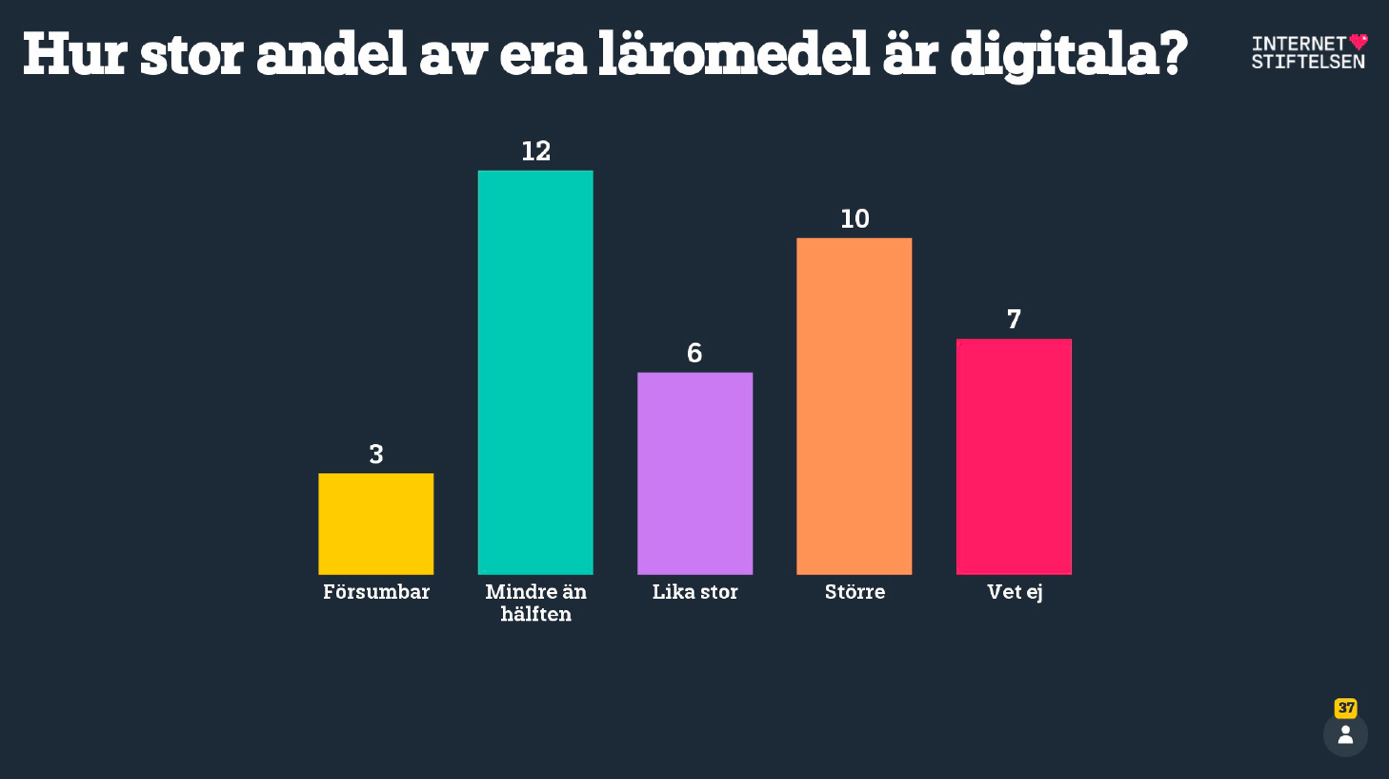 Hur stor andel av era läromedel är digitala?
INTERNET
STIFTELSEN
12
10
7
6
3
Försumbar
Mindre än
hälften
Lika stor
Större
Vet ej
37